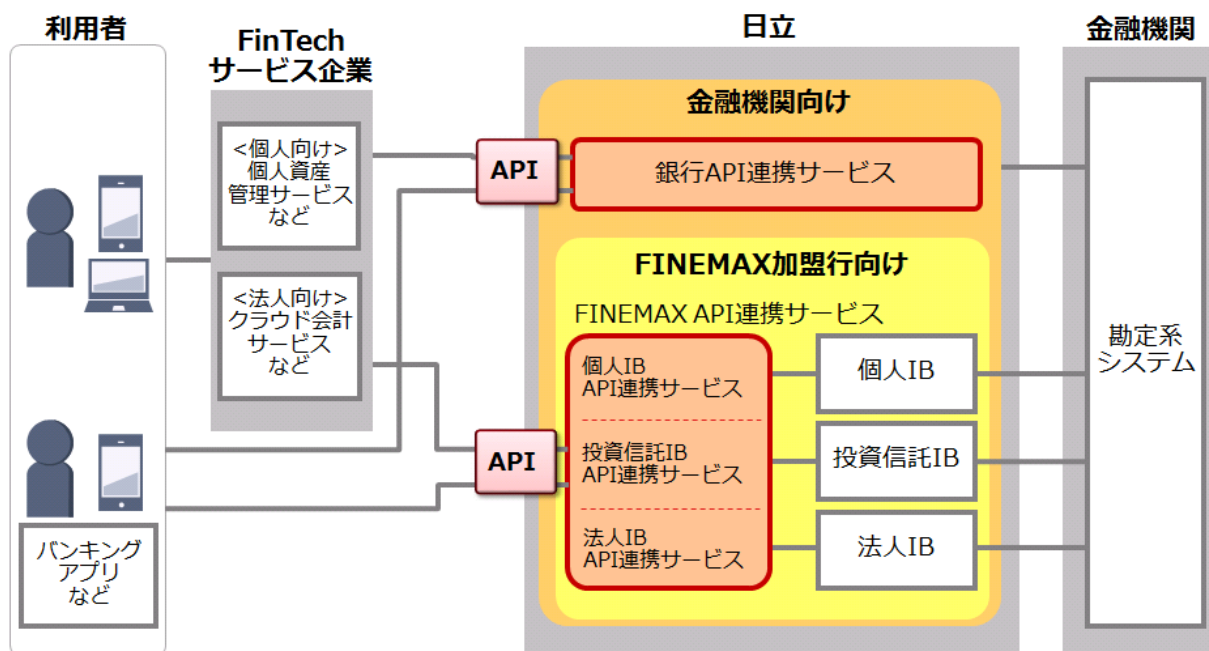 利用者
バンキング
アプリ
など
FinTech
サービス企業
<個人向け>
個人資産
管理サービス
など
<法人向け>
クラウド会計
サービス
など
API
API
日立
金融機関向け
銀行API連携サービス
FINEMAX加盟行向け
FINEMAX API連携サービス
個人IB
API連携サービス
投資信託IB
API連携サービス
法人IB
API連携サービス
個人IB
投資信託IB
法人IB
金融機関
勘定系
システム